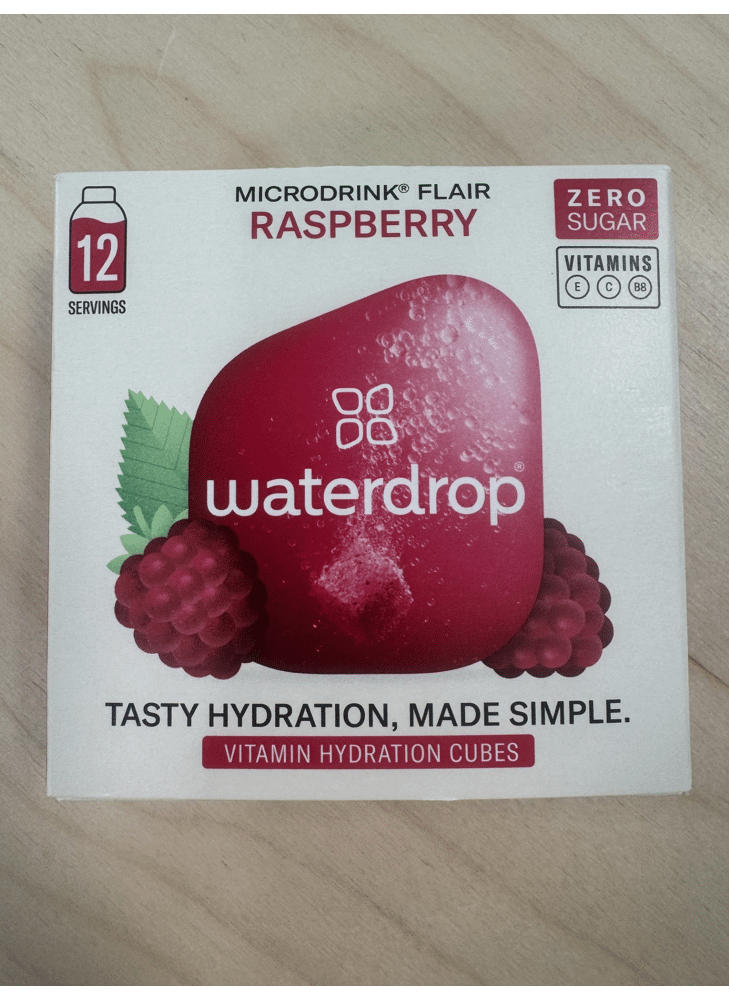 MICRODRINK® FLAIR
RASPBERRY
12
SERVINGS
ZERO
SUGAR
VITAMINS
E C B8
waterdrop®
TASTY HYDRATION, MADE SIMPLE.
VITAMIN HYDRATION CUBES